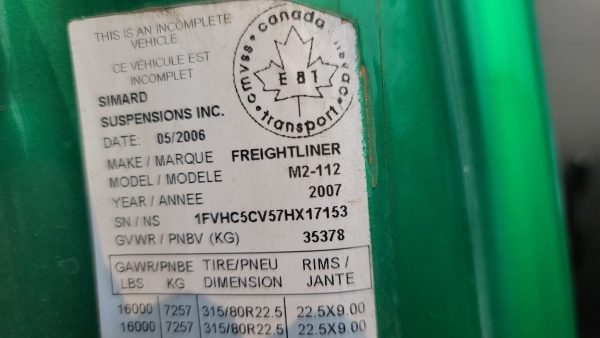 THIS IS AN INCOMPLETE
VEHICLE
CE VÉHICULE EST
INCOMPLET
canada
transport
cmvss
E 81
SIMARD
SUSPENSIONS INC.
DATE: 05/2006
MAKE / MARQUE FREIGHTLINER
MODEL / MODELE M2-112
YEAR / ANNEE 2007
SN / NS 1FVHC5CV57HX17153
GVWR / PNBV (KG) 35378
GAWR/PNBE TIRE/PNEU RIMS /
LBS KG DIMENSION JANTE
16000 7257 315/80R22.5 22.5X9.00
16000 7257 315/80R22.5 22.5X9.00